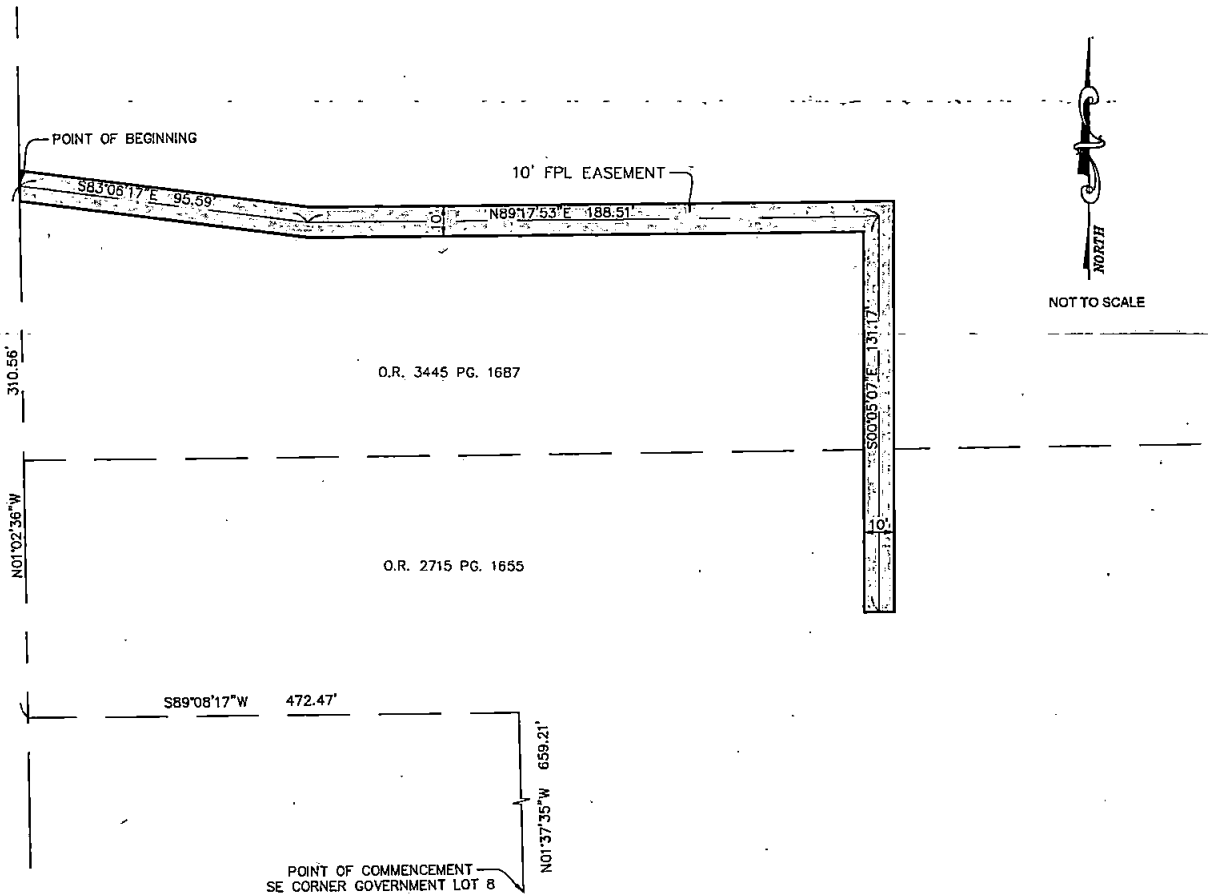 POINT OF BEGINNING
10' FPL EASEMENT
S83°06'17"E 95.59'
N89°17'53"E 188.51'
10'
NORTH
NOT TO SCALE
310.56'
S00°05'07"E 131.17'
O.R. 3445 PG. 1687
N01°02'36"W
10'
O.R. 2715 PG. 1655
S89°08'17"W 472.47'
N01°37'35"W 659.21'
POINT OF COMMENCEMENT
SE CORNER GOVERNMENT LOT 8